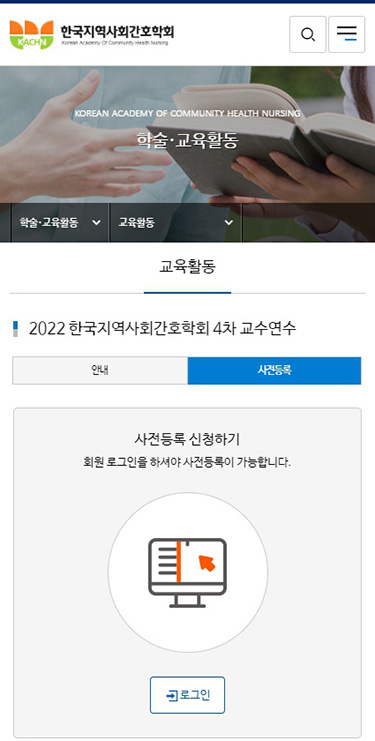 KACHN
한국지역사회간호학회
Korean Academy Of Community Health Nursing
KOREAN ACADEMY OF COMMUNITY HEALTH NURSING
학술·교육활동
학술·교육활동
교육활동
교육활동
2022 한국지역사회간호학회 4차 교수연수
안내
사전등록
사전등록 신청하기
회원 로그인을 하셔야 사전등록이 가능합니다.
로그인